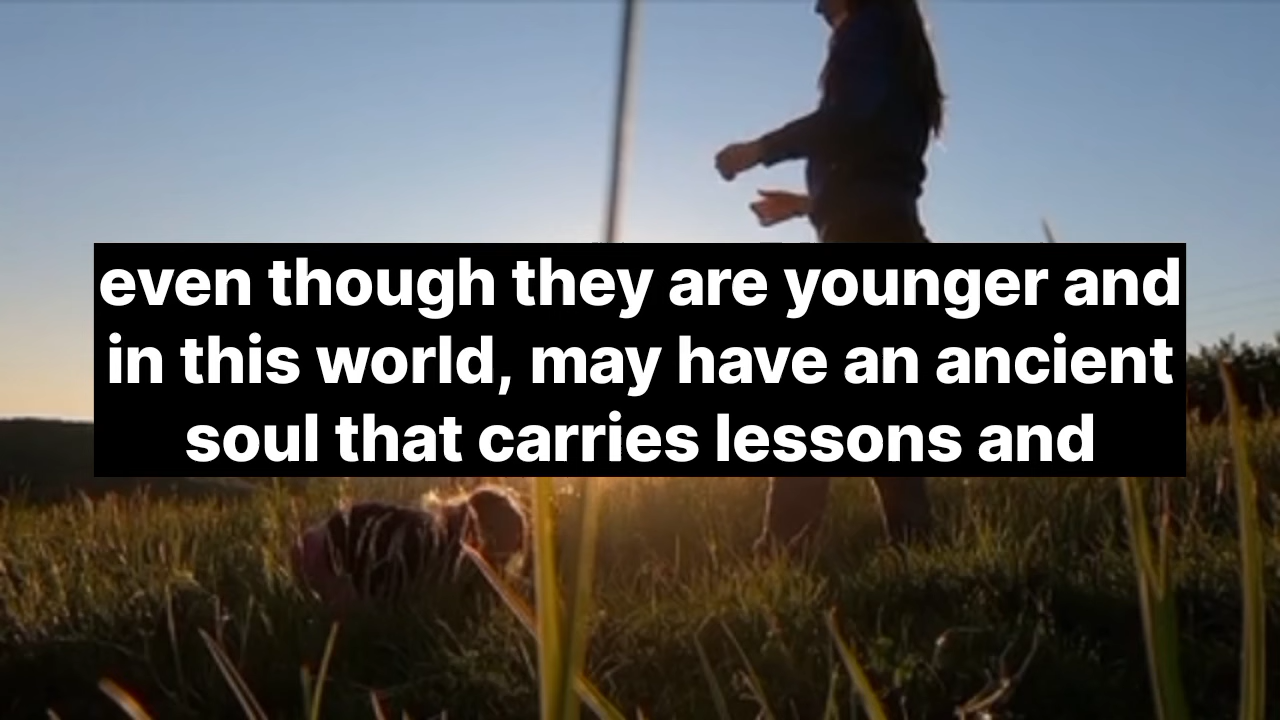 even though they are younger and
in this world, may have an ancient
soul that carries lessons and